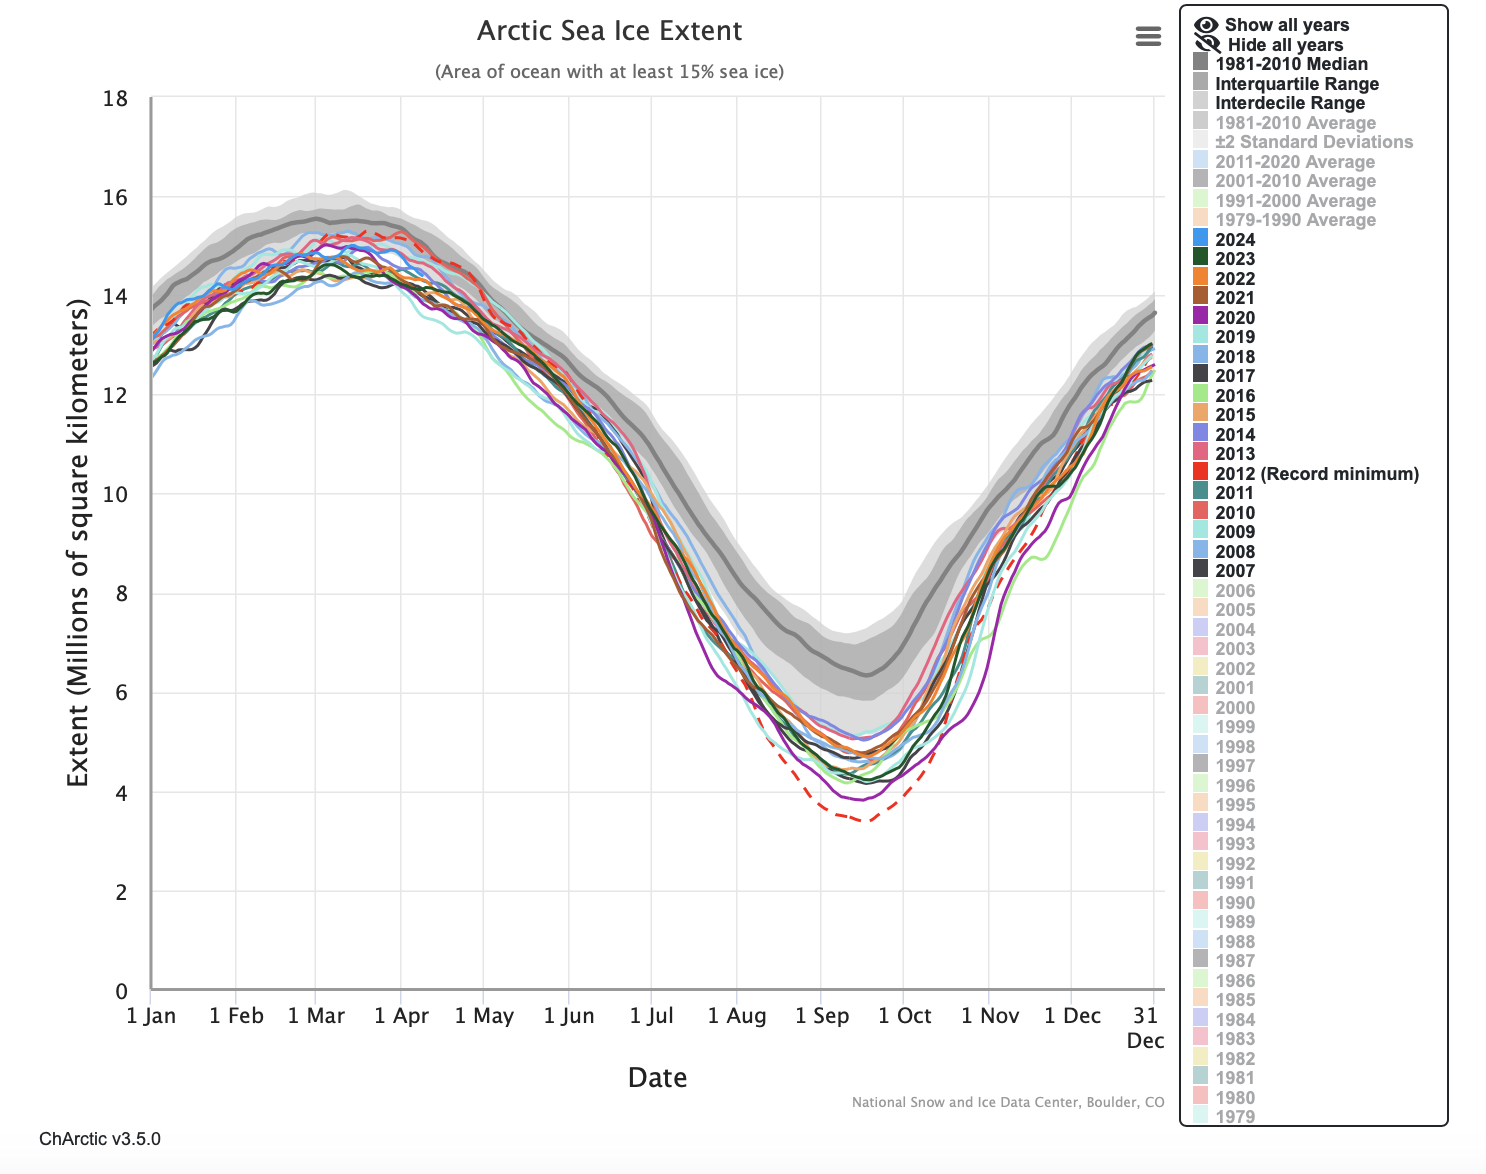 Arctic Sea Ice Extent
(Area of ocean with at least 15% sea ice)
Extent (Millions of square kilometers)
18
16
14
12
10
8
6
4
2
0
1 Jan
1 Feb
1 Mar
1 Apr
1 May
1 Jun
1 Jul
1 Aug
1 Sep
1 Oct
1 Nov
1 Dec
31
Dec
Date
National Snow and Ice Data Center, Boulder, CO
ChArctic v3.5.0
Show all years
Hide all years
1981-2010 Median
Interquartile Range
Interdecile Range
1981-2010 Average
±2 Standard Deviations
2011-2020 Average
2001-2010 Average
1991-2000 Average
1979-1990 Average
2024
2023
2022
2021
2020
2019
2018
2017
2016
2015
2014
2013
2012 (Record minimum)
2011
2010
2009
2008
2007
2006
2005
2004
2003
2002
2001
2000
1999
1998
1997
1996
1995
1994
1993
1992
1991
1990
1989
1988
1987
1986
1985
1984
1983
1982
1981
1980
1979